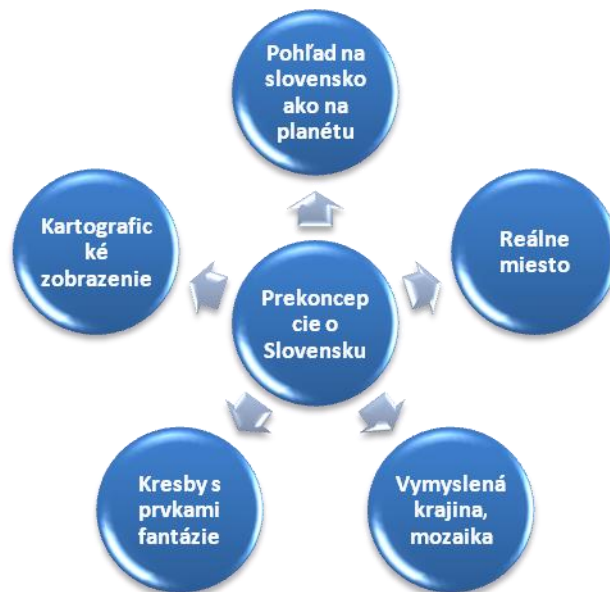 Pohľad na
slovensko
ako na
planétu
Kartografic
ké
zobrazenie
Reálne
miesto
Prekoncep
cie o
Slovensku
Kresby s
prvkami
fantázie
Vymyslená
krajina,
mozaika